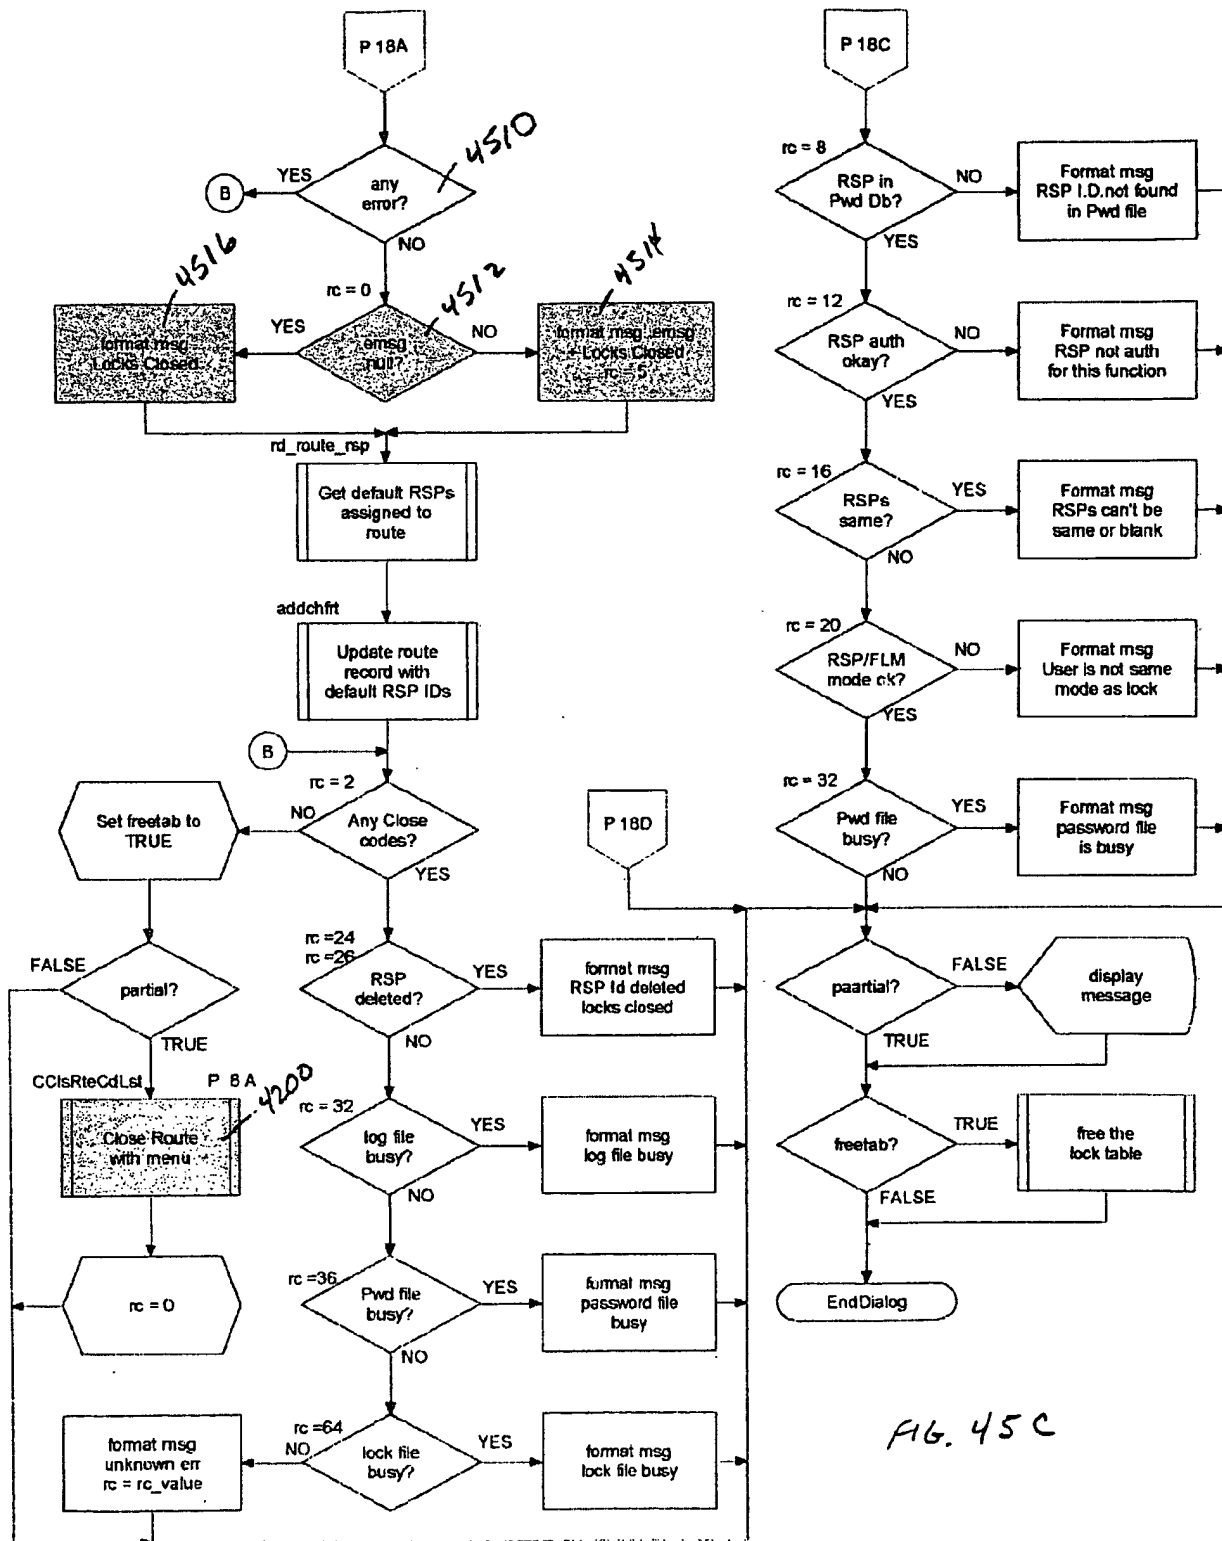 P 18A
4510
any
error?
YES
B
NO
4516
rc = 0
4512
4514
format msg
Locks Closed
YES
emsg
null?
NO
format msg emsg
+ Locks Closed
rc = 5
rd_route_rsp
Get default RSPs
assigned to
route
addchfrt
Update route
record with
default RSP IDs
B
rc = 2
Set freetab to
TRUE
NO
Any Close
codes?
YES
FALSE
partial?
TRUE
rc =24
rc =26
RSP
deleted?
YES
format msg
RSP Id deleted
locks closed
NO
CClsRteCdLst
P 8 A
4200
Close Route
with menu
rc = 32
log file
busy?
YES
format msg
log file busy
NO
rc = 0
rc =36
Pwd file
busy?
YES
format msg
password file
busy
NO
format msg
unknown err
rc = rc_value
NO
rc =64
lock file
busy?
YES
format msg
lock file busy
P 18C
rc = 8
RSP in
Pwd Db?
NO
Format msg
RSP I.D.not found
in Pwd file
YES
rc = 12
RSP auth
okay?
NO
Format msg
RSP not auth
for this function
YES
rc = 16
RSPs
same?
YES
Format msg
RSPs can't be
same or blank
NO
rc = 20
RSP/FLM
mode ok?
NO
Format msg
User is not same
mode as lock
YES
rc = 32
Pwd file
busy?
YES
Format msg
password file
is busy
NO
P 18D
paartial?
FALSE
display
message
TRUE
freetab?
TRUE
free the
lock table
FALSE
EndDialog
FIG. 45C